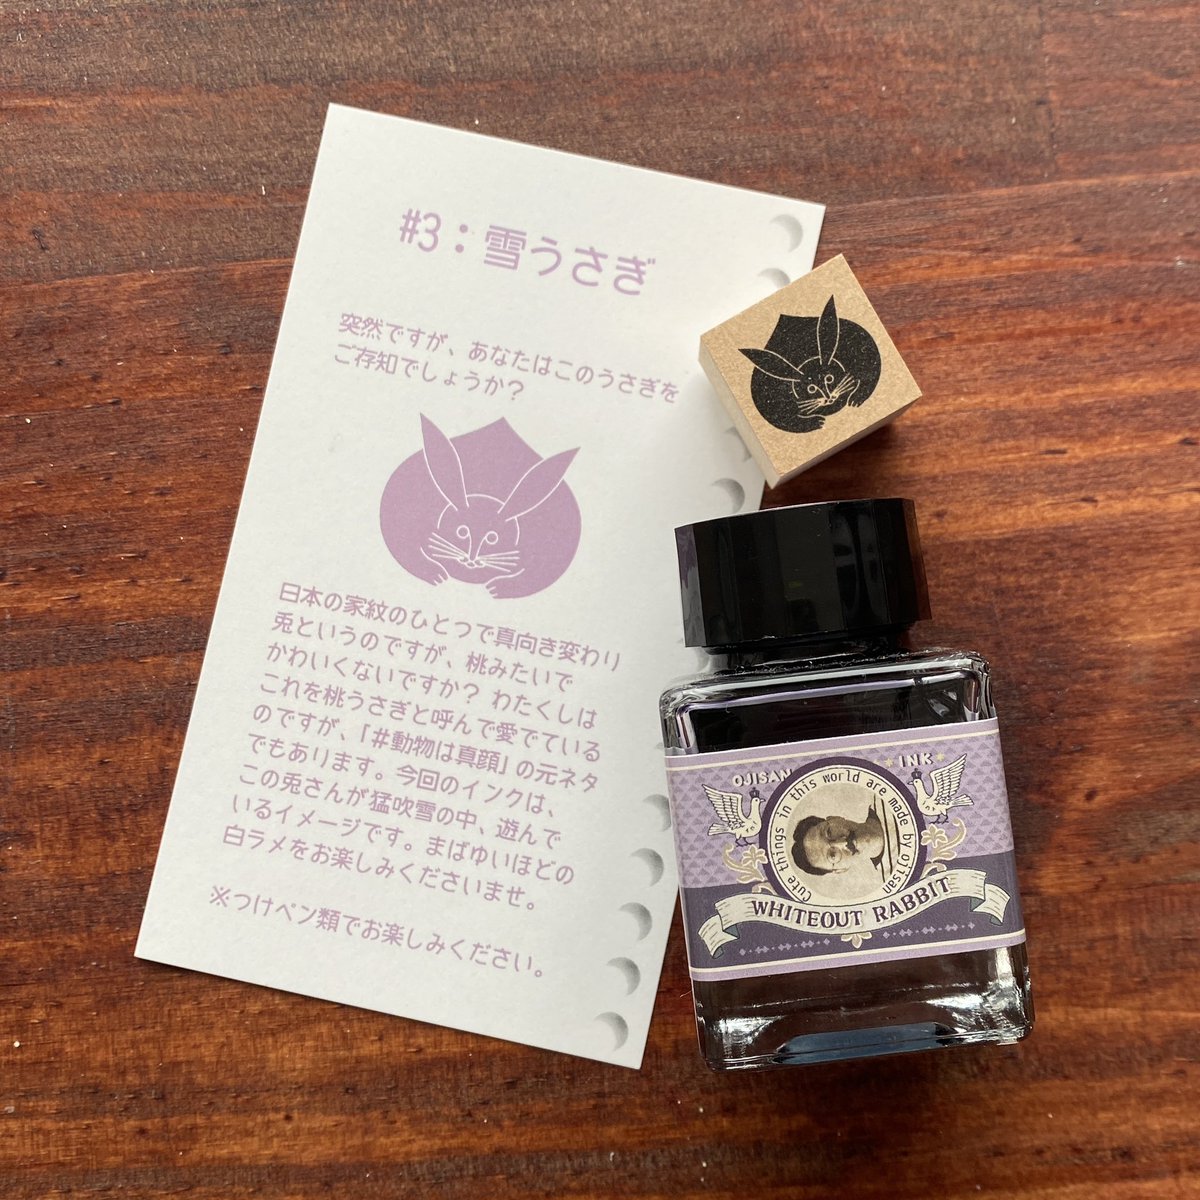 #3：雪うさぎ
突然ですが、あなたはこのうさぎを
ご存知でしょうか？
日本の家紋のひとつで真向き変わり
兎というのですが、桃みたいで
かわいくないですか？ わたくしは
これを桃うさぎと呼んで愛でている
のですが、「#動物は真顔」の元ネタ
でもあります。今回のインクは、
この兎さんが猛吹雪の中、遊んで
いるイメージです。まばゆいほどの
白ラメをお楽しみくださいませ。
※つけペン類でお楽しみください。
OJISAN INK
Cute things in this world are made by ojisan
WHITEOUT RABBIT